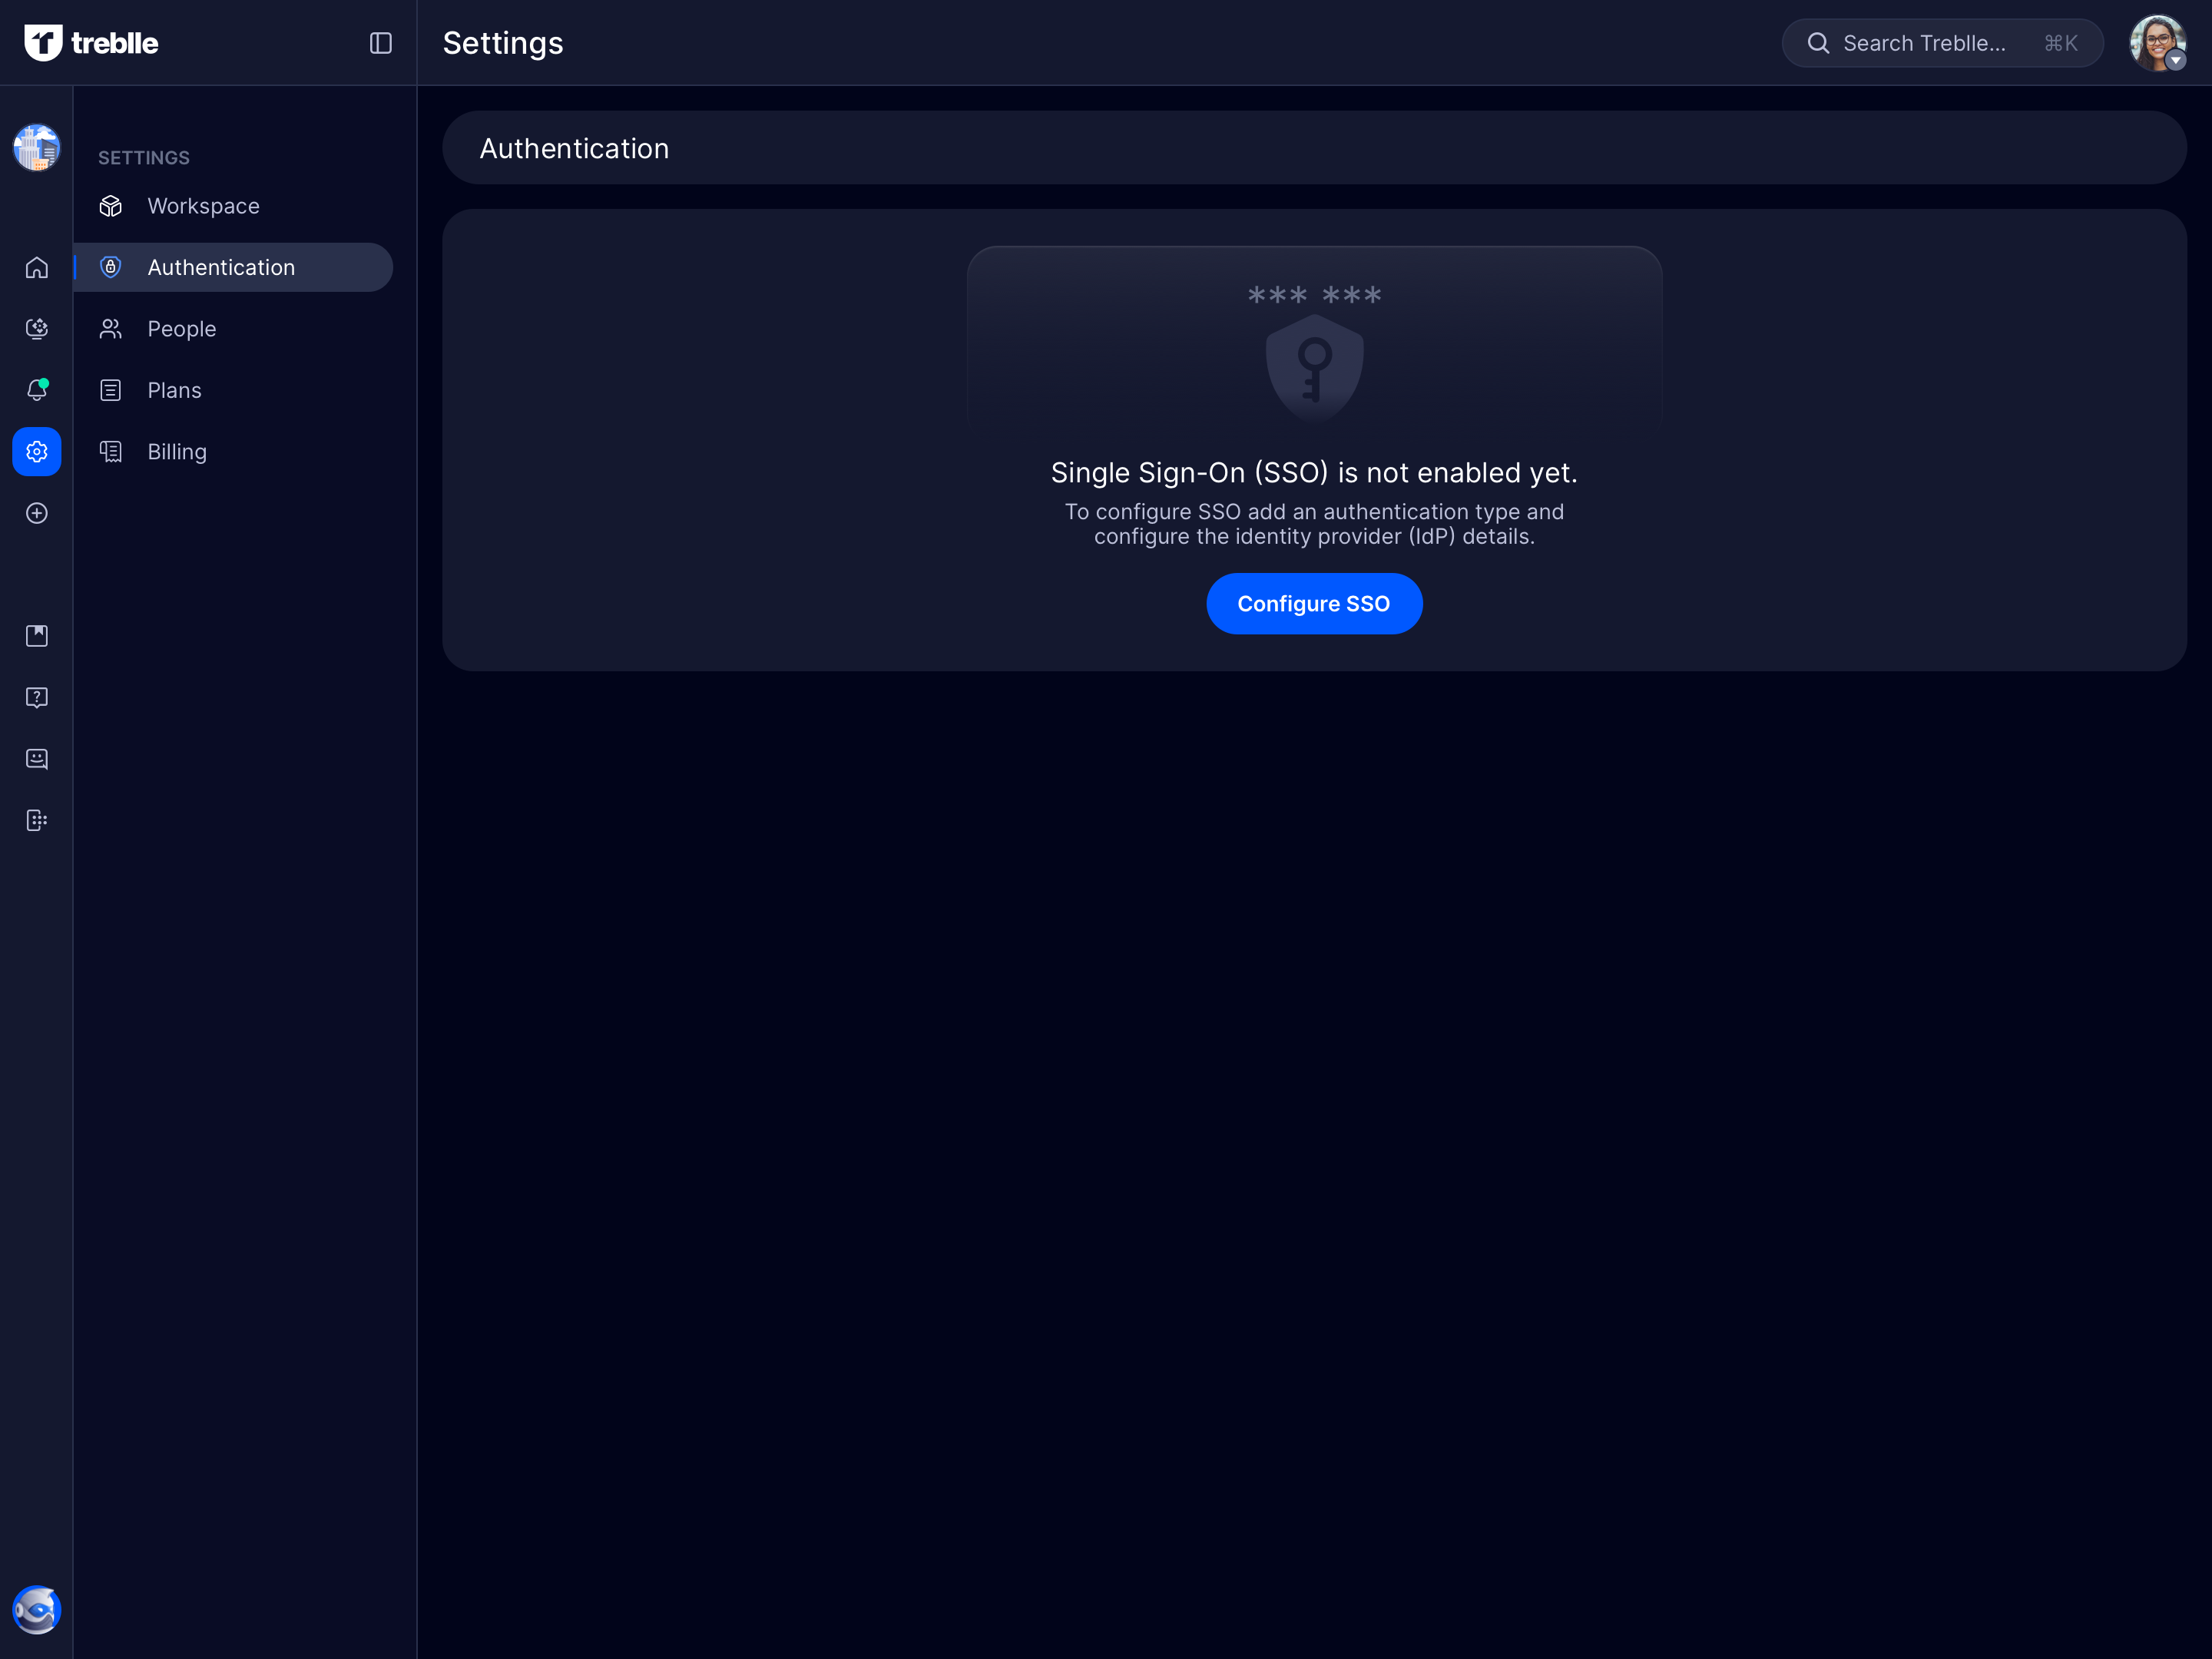 treblle
Settings
Search Treblle...
⌘K
SETTINGS
Workspace
Authentication
People
Plans
Billing
Authentication
*** ***
Single Sign-On (SSO) is not enabled yet.
To configure SSO add an authentication type and
configure the identity provider (IdP) details.
Configure SSO